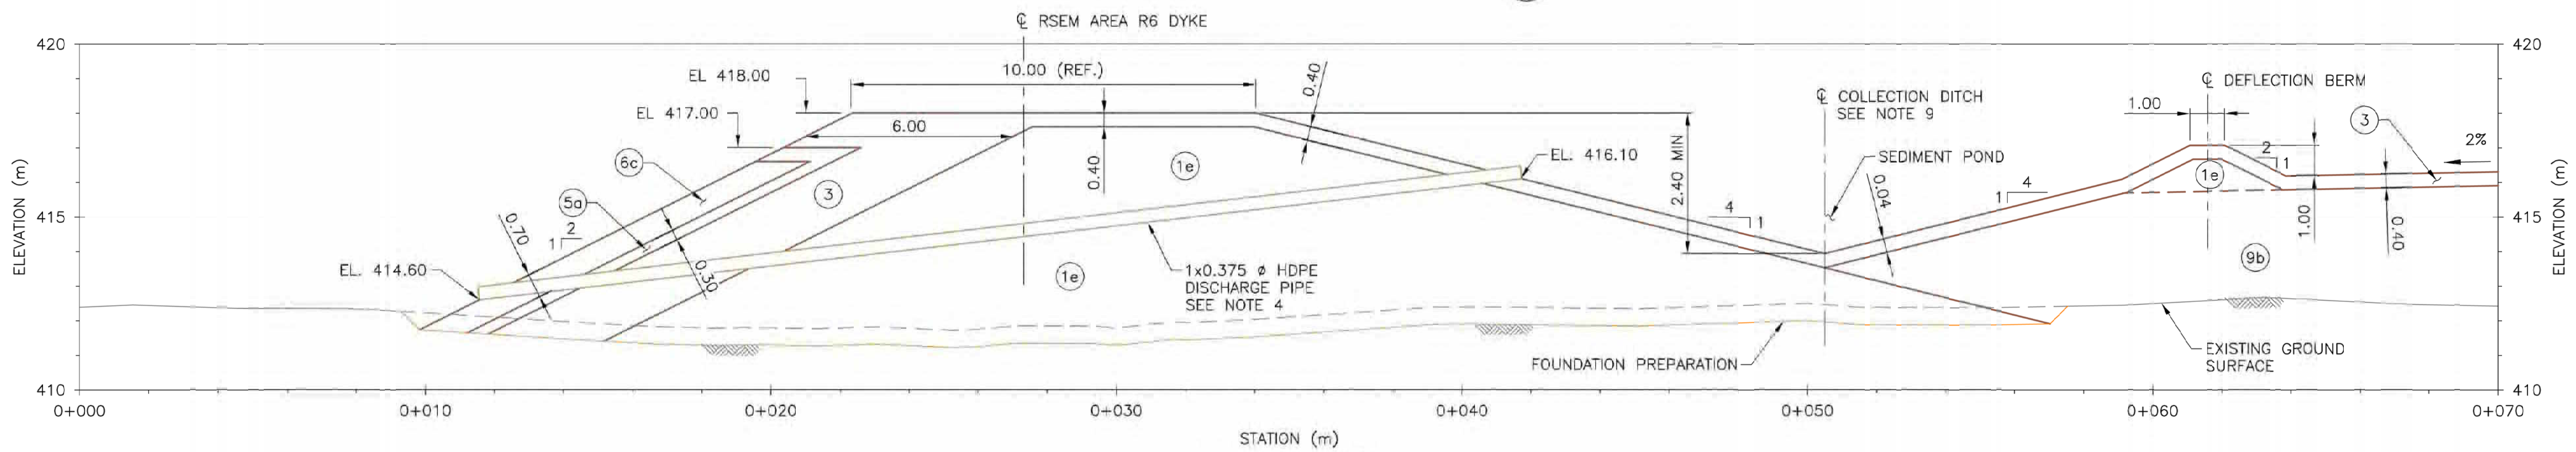 ℄ RSEM AREA R6 DYKE
420
420
EL 418.00
10.00 (REF.)
0.40
℄ DEFLECTION BERM
℄ COLLECTION DITCH
SEE NOTE 9
1.00
EL 417.00
6.00
3
2%
6c
0.40
1e
EL. 416.10
2.40 MIN
SEDIMENT POND
2
1
1e
5a
3
0.04
4
1
ELEVATION (m)
415
0.70
2
1
4
1
1.00
0.40
415
ELEVATION (m)
EL. 414.60
0.30
1e
1x0.375 ø HDPE
DISCHARGE PIPE
SEE NOTE 4
9b
FOUNDATION PREPARATION
EXISTING GROUND
SURFACE
410
410
0+000
0+010
0+020
0+030
0+040
0+050
0+060
0+070
STATION (m)